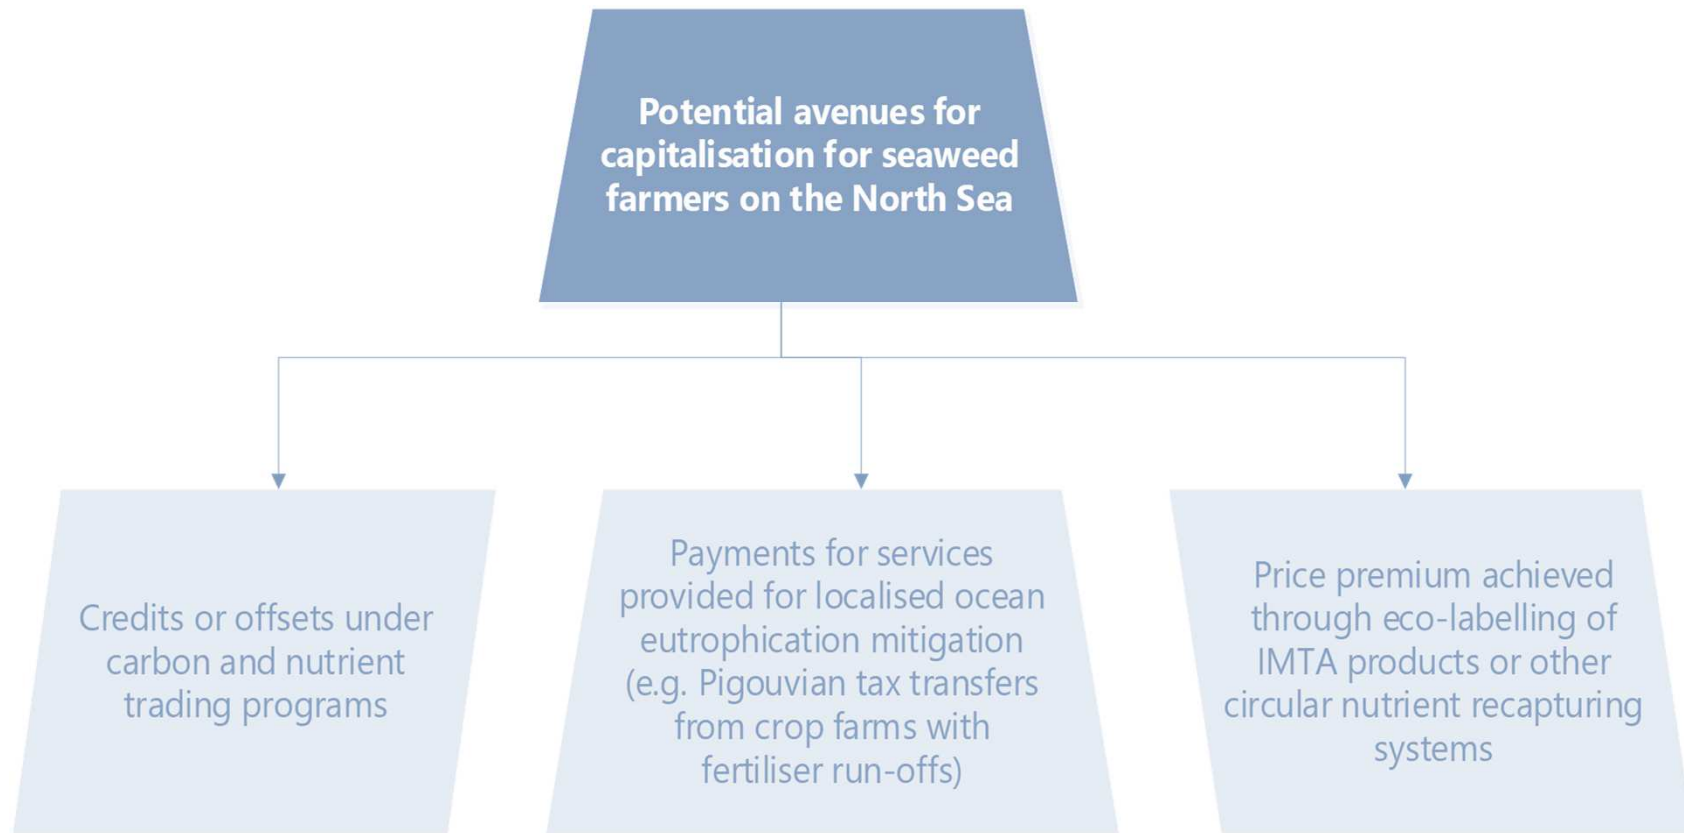 Potential avenues for
capitalisation for seaweed
farmers on the North Sea
Credits or offsets under
carbon and nutrient
trading programs
Payments for services
provided for localised ocean
eutrophication mitigation
(e.g. Pigouvian tax transfers
from crop farms with
fertiliser run-offs)
Price premium achieved
through eco-labelling of
IMTA products or other
circular nutrient recapturing
systems